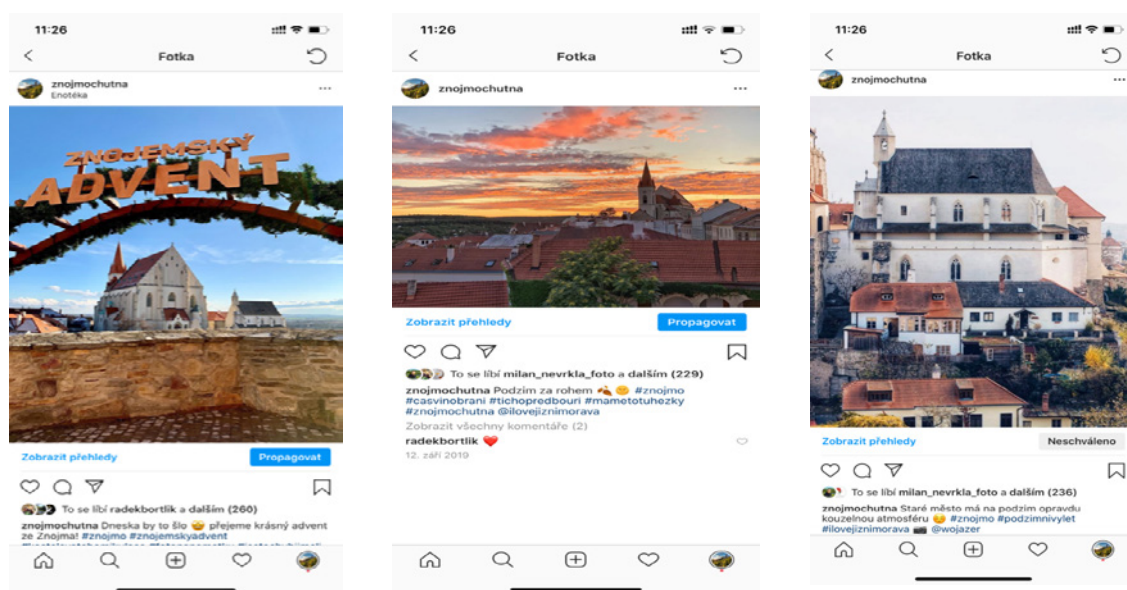 11:26
Fotka
znojmochutna
Enotéka
ZNOJEMSKÝ
ADVENT
Zobrazit přehledy
Propagovat
To se líbí radekbortlik a dalším (260)
znojmochutna Dneska by to šlo přejeme krásný advent
ze Znojma! #znojmo #znojemskyadvent
11:26
Fotka
znojmochutna
Zobrazit přehledy
Propagovat
To se líbí milan_nevrkla_foto a dalším (229)
znojmochutna Podzim za rohem 🍂 🌞 #znojmo
#casvinobrani #tichopredbouri #mametotuhezky
#znojmochutna @ilovejiznimorava
Zobrazit všechny komentáře (2)
radekbortlik ❤️
12. září 2019
11:26
Fotka
znojmochutna
Zobrazit přehledy
Neschváleno
To se líbí milan_nevrkla_foto a dalším (236)
znojmochutna Staré město má na podzim opravdu
kouzelnou atmosféru #znojmo #podzimnivylet
#ilovejiznimorava 📷 @wojazer